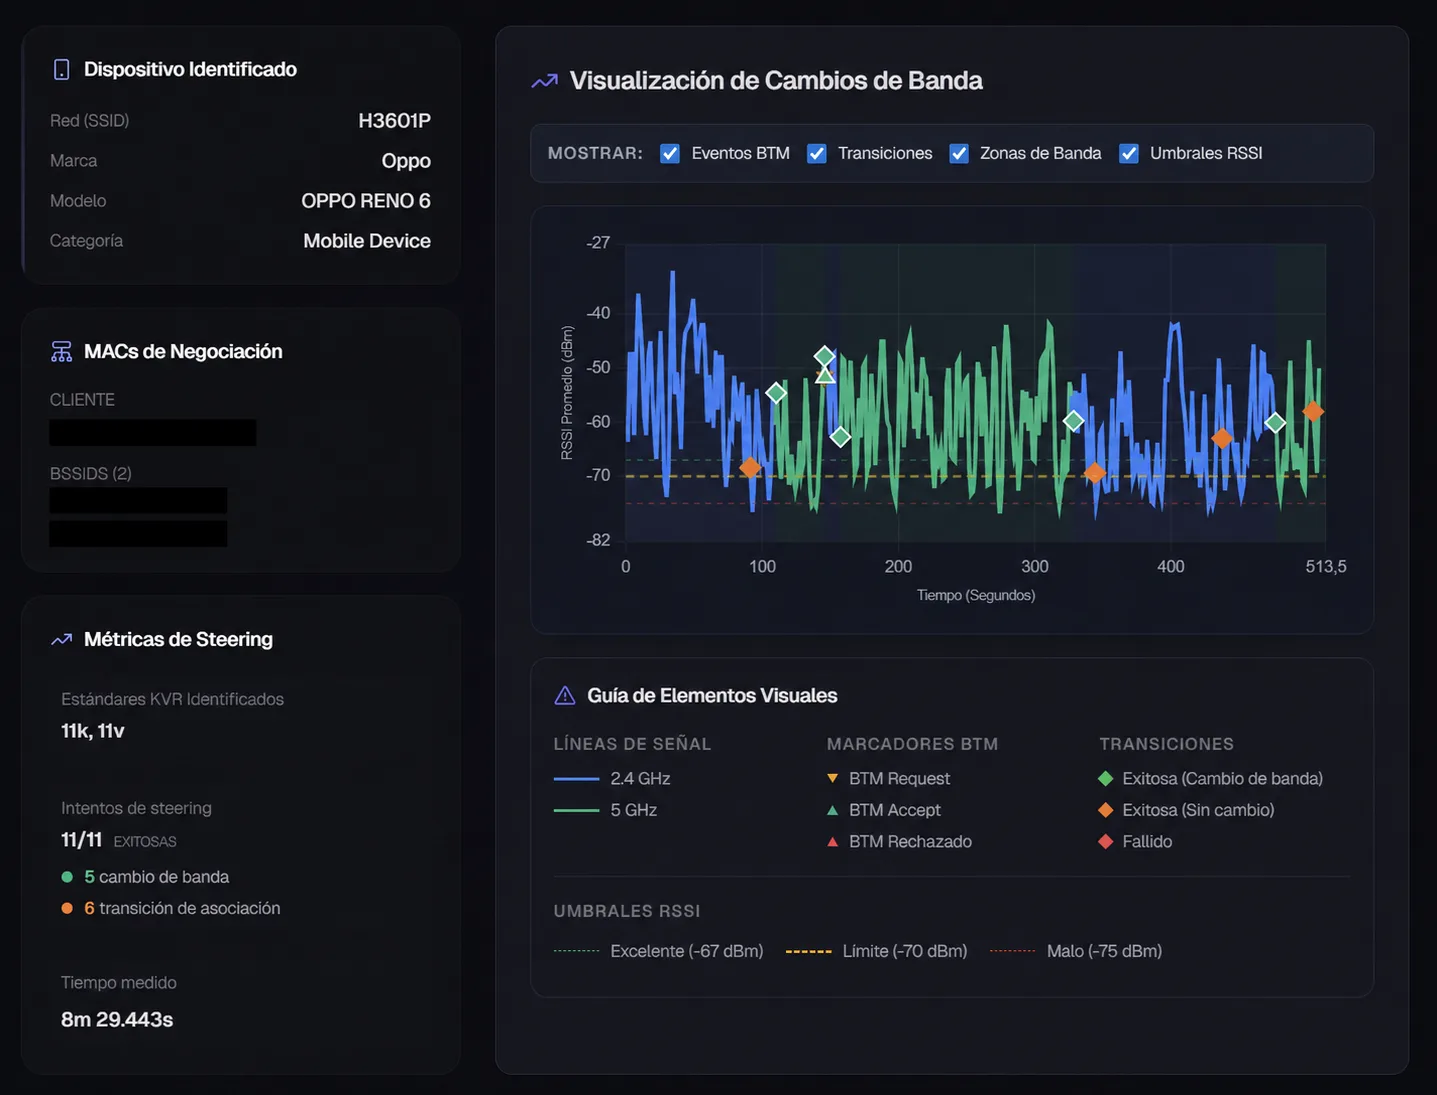 Dispositivo Identificado
Red (SSID) H3601P
Marca Oppo
Modelo OPPO RENO 6
Categoría Mobile Device
MACs de Negociación
CLIENTE
BSSIDS (2)
Métricas de Steering
Estándares KVR Identificados
11k, 11v
Intentos de steering
11/11 EXITOSAS
5 cambio de banda
6 transición de asociación
Tiempo medido
8m 29.443s
Visualización de Cambios de Banda
MOSTRAR: Eventos BTM Transiciones Zonas de Banda Umbrales RSSI
RSSI Promedio (dBm)
-27
-40
-50
-60
-70
-82
0 100 200 300 400 513,5
Tiempo (Segundos)
Guía de Elementos Visuales
LÍNEAS DE SEÑAL
2.4 GHz
5 GHz
MARCADORES BTM
BTM Request
BTM Accept
BTM Rechazado
TRANSICIONES
Exitosa (Cambio de banda)
Exitosa (Sin cambio)
Fallido
UMBRALES RSSI
Excelente (-67 dBm) Límite (-70 dBm) Malo (-75 dBm)